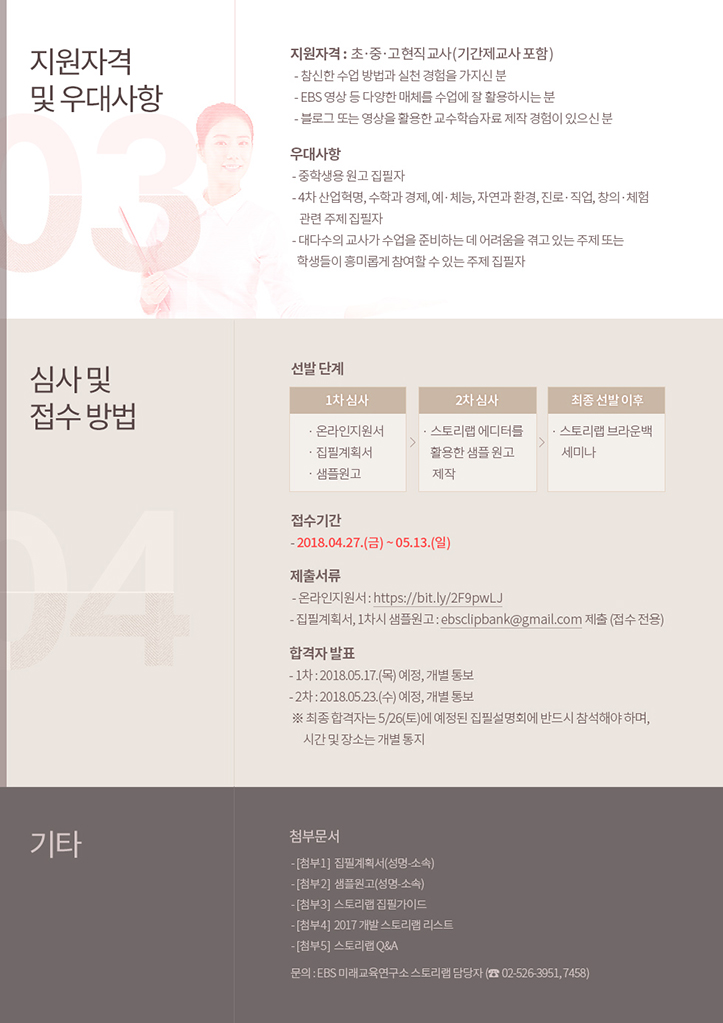 지원자격
및 우대사항
03
지원자격 : 초·중·고현직교사(기간제교사 포함)
- 참신한 수업 방법과 실천 경험을 가지신 분
- EBS 영상 등 다양한 매체를 수업에 잘 활용하시는 분
- 블로그 또는 영상을 활용한 교수학습자료 제작 경험이 있으신 분
우대사항
- 중학생용 원고 집필자
- 4차 산업혁명, 수학과 경제, 예·체능, 자연과 환경, 진로·직업, 창의·체험
관련 주제 집필자
- 대다수의 교사가 수업을 준비하는 데 어려움을 겪고 있는 주제 또는
학생들이 흥미롭게 참여할 수 있는 주제 집필자
심사 및
접수 방법
04
선발 단계
1차 심사
· 온라인지원서
· 집필계획서
· 샘플원고
2차 심사
· 스토리랩 에디터를
활용한 샘플 원고
제작
최종 선발 이후
· 스토리랩 브라운백
세미나
접수기간
- 2018.04.27.(금) ~ 05.13.(일)
제출서류
- 온라인지원서 : https://bit.ly/2F9pwLJ
- 집필계획서, 1차시 샘플원고 : ebsclipbank@gmail.com 제출 (접수 전용)
합격자 발표
- 1차 : 2018.05.17.(목) 예정, 개별 통보
- 2차 : 2018.05.23.(수) 예정, 개별 통보
※ 최종 합격자는 5/26(토)에 예정된 집필설명회에 반드시 참석해야 하며,
시간 및 장소는 개별 통지
기타
첨부문서
- [첨부1] 집필계획서(성명-소속)
- [첨부2] 샘플원고(성명-소속)
- [첨부3] 스토리랩 집필가이드
- [첨부4] 2017 개발 스토리랩 리스트
- [첨부5] 스토리랩 Q&A
문의 : EBS 미래교육연구소 스토리랩 담당자 (☎ 02-526-3951, 7458)